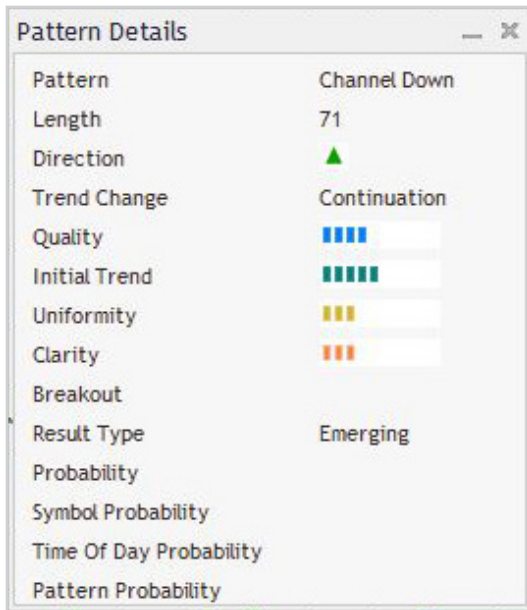 Pattern Details
Pattern Channel Down
Length 71
Direction
Trend Change Continuation
Quality
Initial Trend
Uniformity
Clarity
Breakout
Result Type Emerging
Probability
Symbol Probability
Time Of Day Probability
Pattern Probability